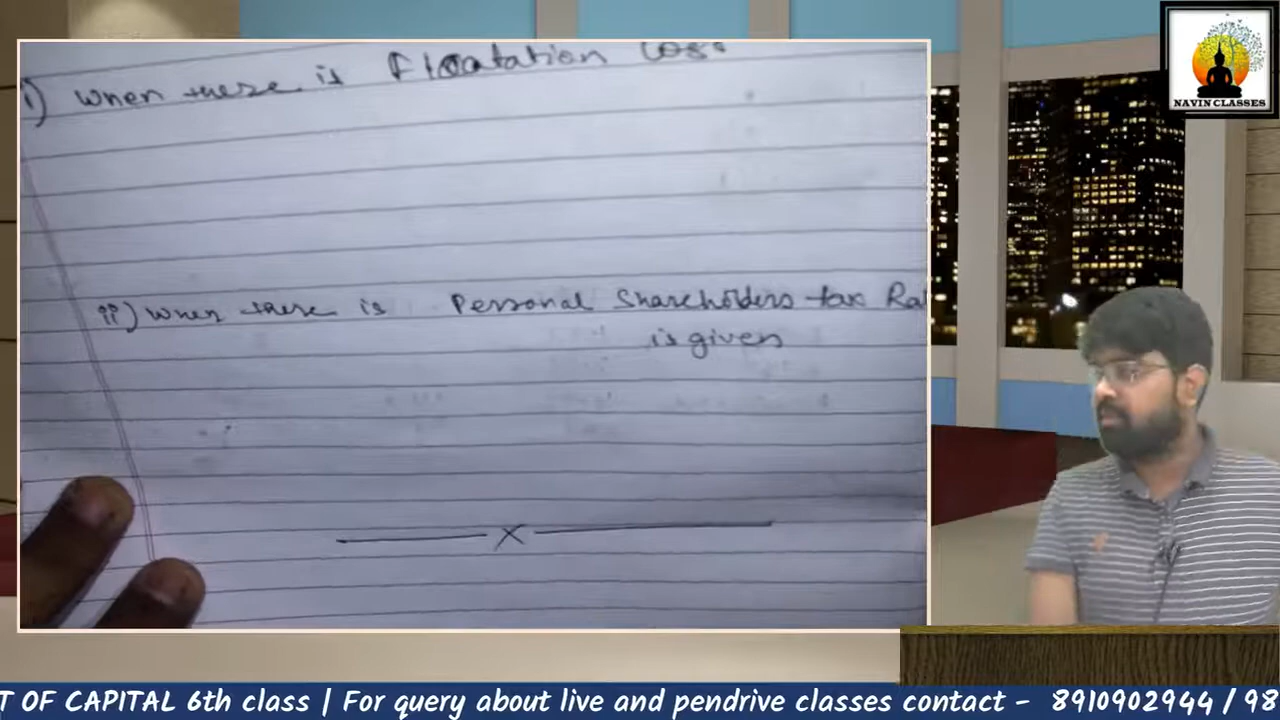 i) When there is Floatation Cos
ii) When there is Personal Shareholders tax Ra
is given
X
NAVIN CLASSES
T OF CAPITAL 6th class | For query about live and pendrive classes contact - 8910902944 / 98